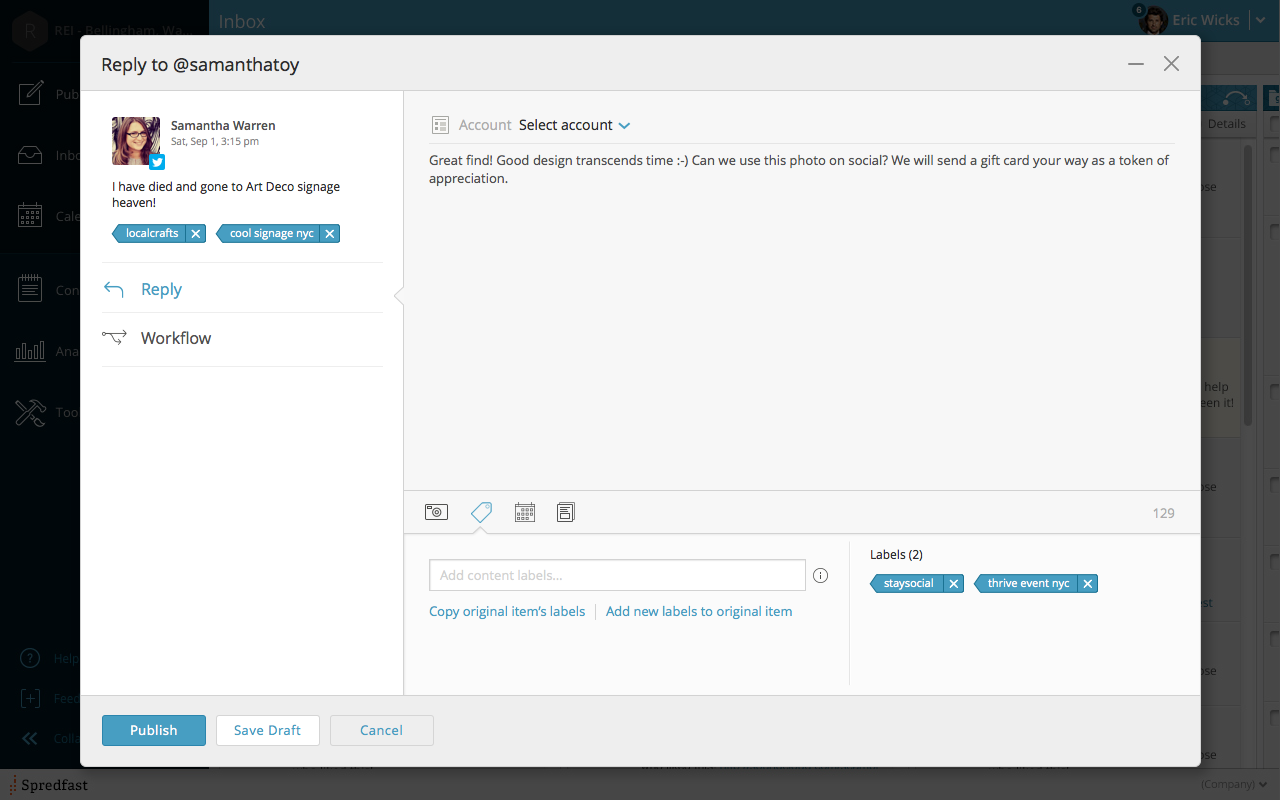 R
REI - Bellingham, Wa...
Inbox
6
Eric Wicks
Reply to @samanthatoy
Pub
Inbo
Cale
Con
Ana
Too
Help
Feed
Colla
Samantha Warren
Sat, Sep 1, 3:15 pm
I have died and gone to Art Deco signage
heaven!
localcrafts
cool signage nyc
Reply
Workflow
Account Select account
Great find! Good design transcends time :-) Can we use this photo on social? We will send a gift card your way as a token of
appreciation.
129
Add content labels...
Copy original item's labels
Add new labels to original item
Labels (2)
staysocial
thrive event nyc
Publish
Save Draft
Cancel
Details
ose
help
een it!
ose
est
ose
ose
Spredfast
(Company)